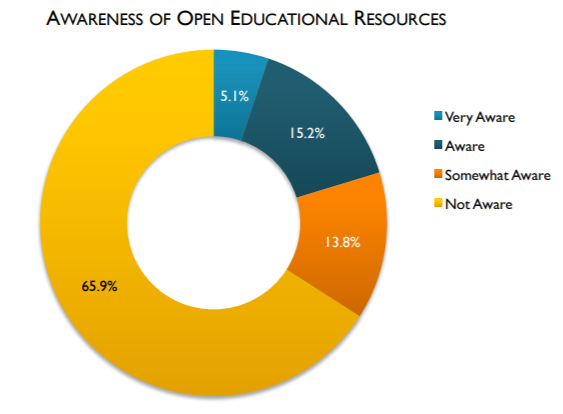 AWARENESS OF OPEN EDUCATIONAL RESOURCES
5.1%
15.2%
Very Aware
Aware
Somewhat Aware
Not Aware
13.8%
65.9%